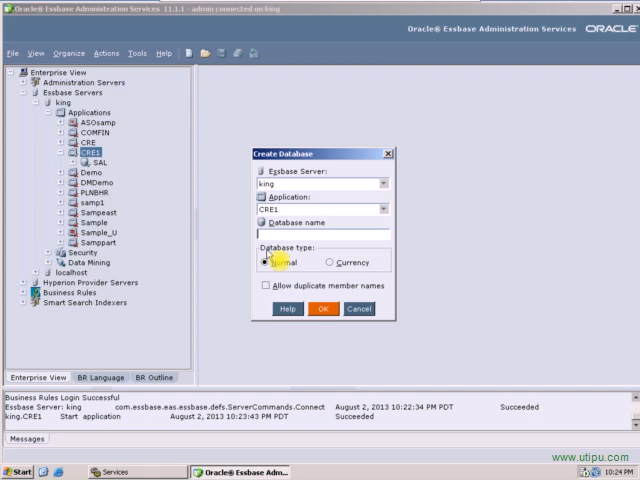 Oracle® Essbase Administration Services 11.1.1 - admin connected on king
Oracle® Essbase Administration Services ORACLE
File View Organize Actions Tools Help
Enterprise View
Administration Servers
Essbase Servers
king
Applications
ASOsamp
COMFIN
CRE
CRE1
SAL
Demo
DMDemo
PLNBHR
samp1
Sampeast
Sample
Sample_U
Samppart
Security
Data Mining
localhost
Hyperion Provider Servers
Business Rules
Smart Search Indexers
Create Database
Essbase Server:
king
Application:
CRE1
Database name
Database type:
Normal Currency
Allow duplicate member names
Help OK Cancel
Enterprise View BR Language BR Outline
Business Rules Login Successful
Essbase Server: king com.essbase.eas.essbase.defs.ServerCommands.Connect August 2, 2013 10:22:34 PM PDT Succeeded
king.CRE1 Start application August 2, 2013 10:23:43 PM PDT Succeeded
Messages
www.utipu.com
Start Services Oracle® Essbase Adm... 10:24 PM